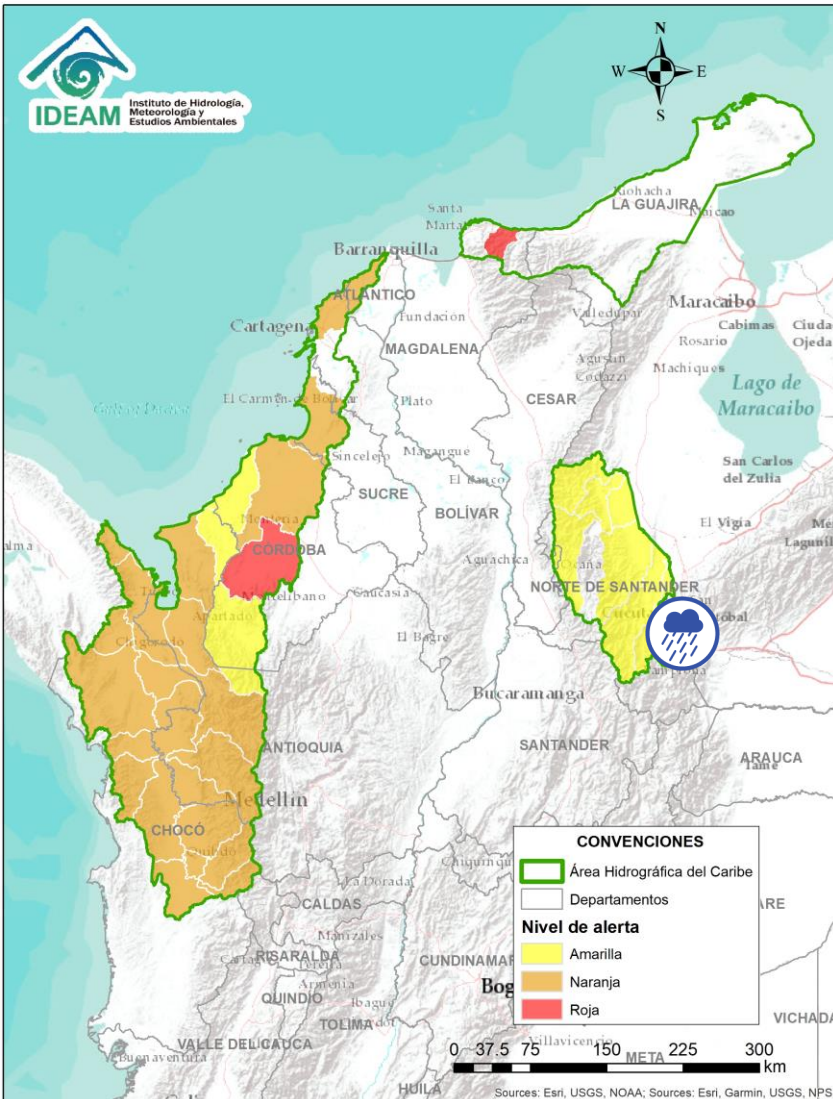 IDEAM
Instituto de Hidrología,
Meteorología y
Estudios Ambientales
N
W
E
S
Riohacha
LA GUAJIRA
Maicao
Santa
Marta
Barranquilla
ATLÁNTICO
Maracaibo
Cartagena
Fundación
Valledupar
Cabimas
Ciudad
Ojeda
Rosario
MAGDALENA
Machiques
Agustín
Codazzi
Lago de
Maracaibo
El Carmen de Bolívar
Plato
CESAR
Sincelejo
Magangué
San Carlos
del Zulia
El Banco
SUCRE
BOLÍVAR
El Vigía
Montería
CÓRDOBA
Aguachica
Ocaña
NORTE DE SANTANDER
Montelíbano
Caucasia
Cúcuta
Turbo
Apartadó
El Bagre
Chigorodó
Pamplona
Bucaramanga
ANTIOQUIA
SANTANDER
ARAUCA
Tame
Medellín
CHOCÓ
Quibdó
La Dorada
CALDAS
Manizales
RISARALDA
Pereira
Armenia
QUINDÍO
Ibagué
TOLIMA
VALLE DEL CAUCA
Buenaventura
Villavicencio
META
VICHADA
HUILA
CONVENCIONES
Área Hidrográfica del Caribe
Departamentos
Nivel de alerta
Amarilla
Naranja
Roja
0 37.5 75 150 225 300
km
Sources: Esri, USGS, NOAA; Sources: Esri, Garmin, USGS, NPS